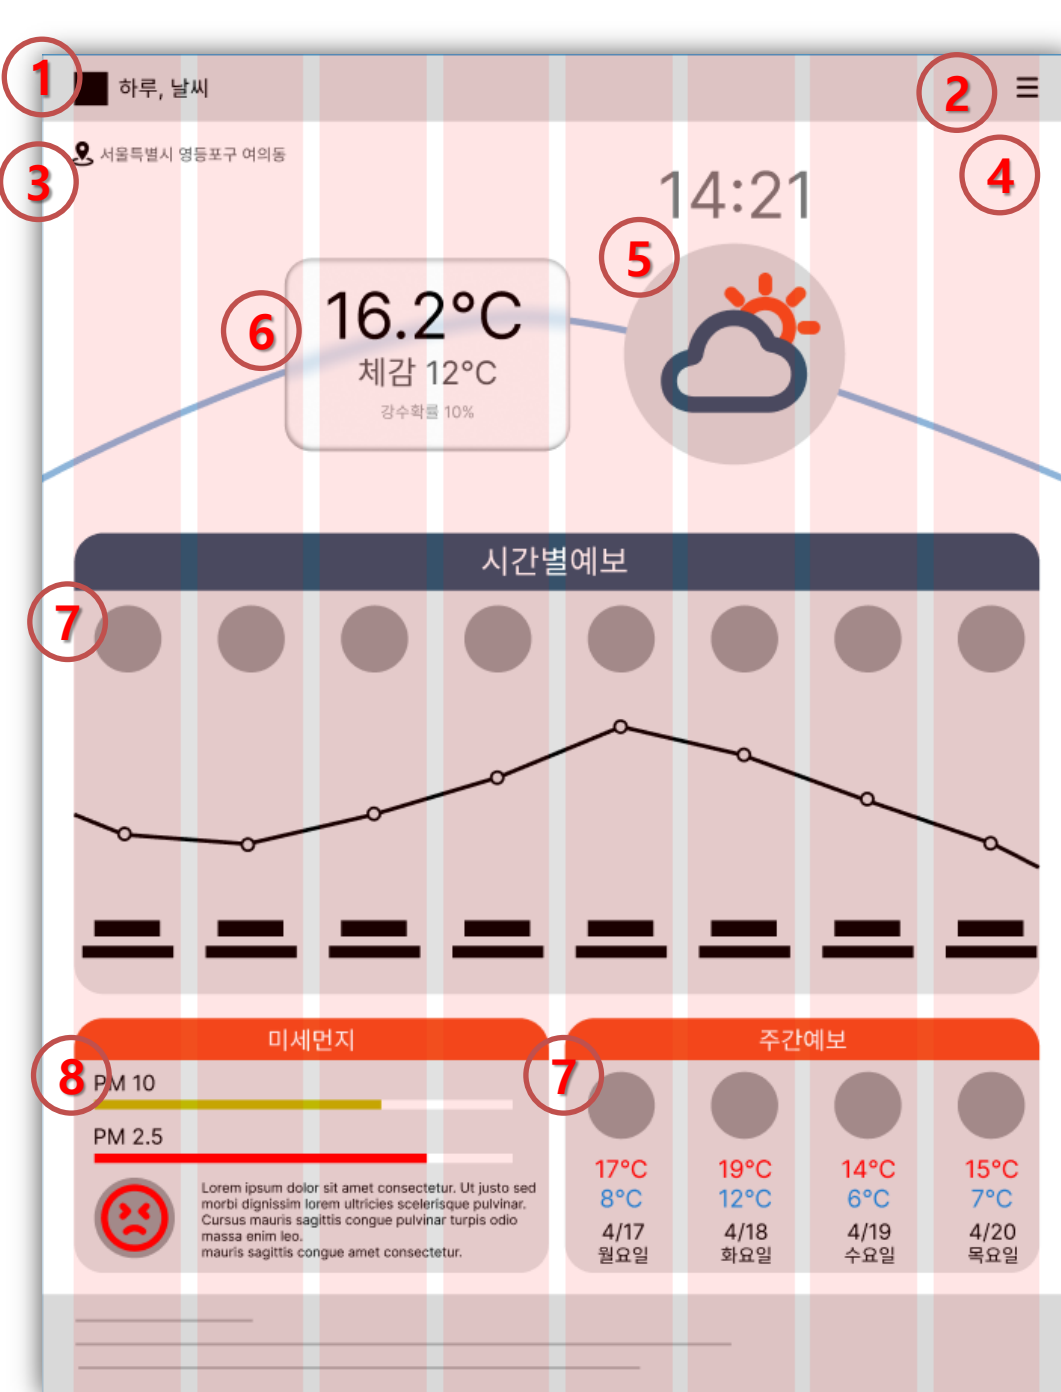 1
하루, 날씨
2
3
서울특별시 영등포구 여의동
4
14:21
5
6
16.2°C
체감 12°C
강수확률 10%
시간별예보
7
미세먼지
8
PM 10
PM 2.5
Lorem ipsum dolor sit amet consectetur. Ut justo sed
morbi dignissim lorem ultricies scelerisque pulvinar.
Cursus mauris sagittis congue pulvinar turpis odio
massa enim leo.
mauris sagittis congue amet consectetur.
주간예보
7
17°C 19°C 14°C 15°C
8°C 12°C 6°C 7°C
4/17 4/18 4/19 4/20
월요일 화요일 수요일 목요일